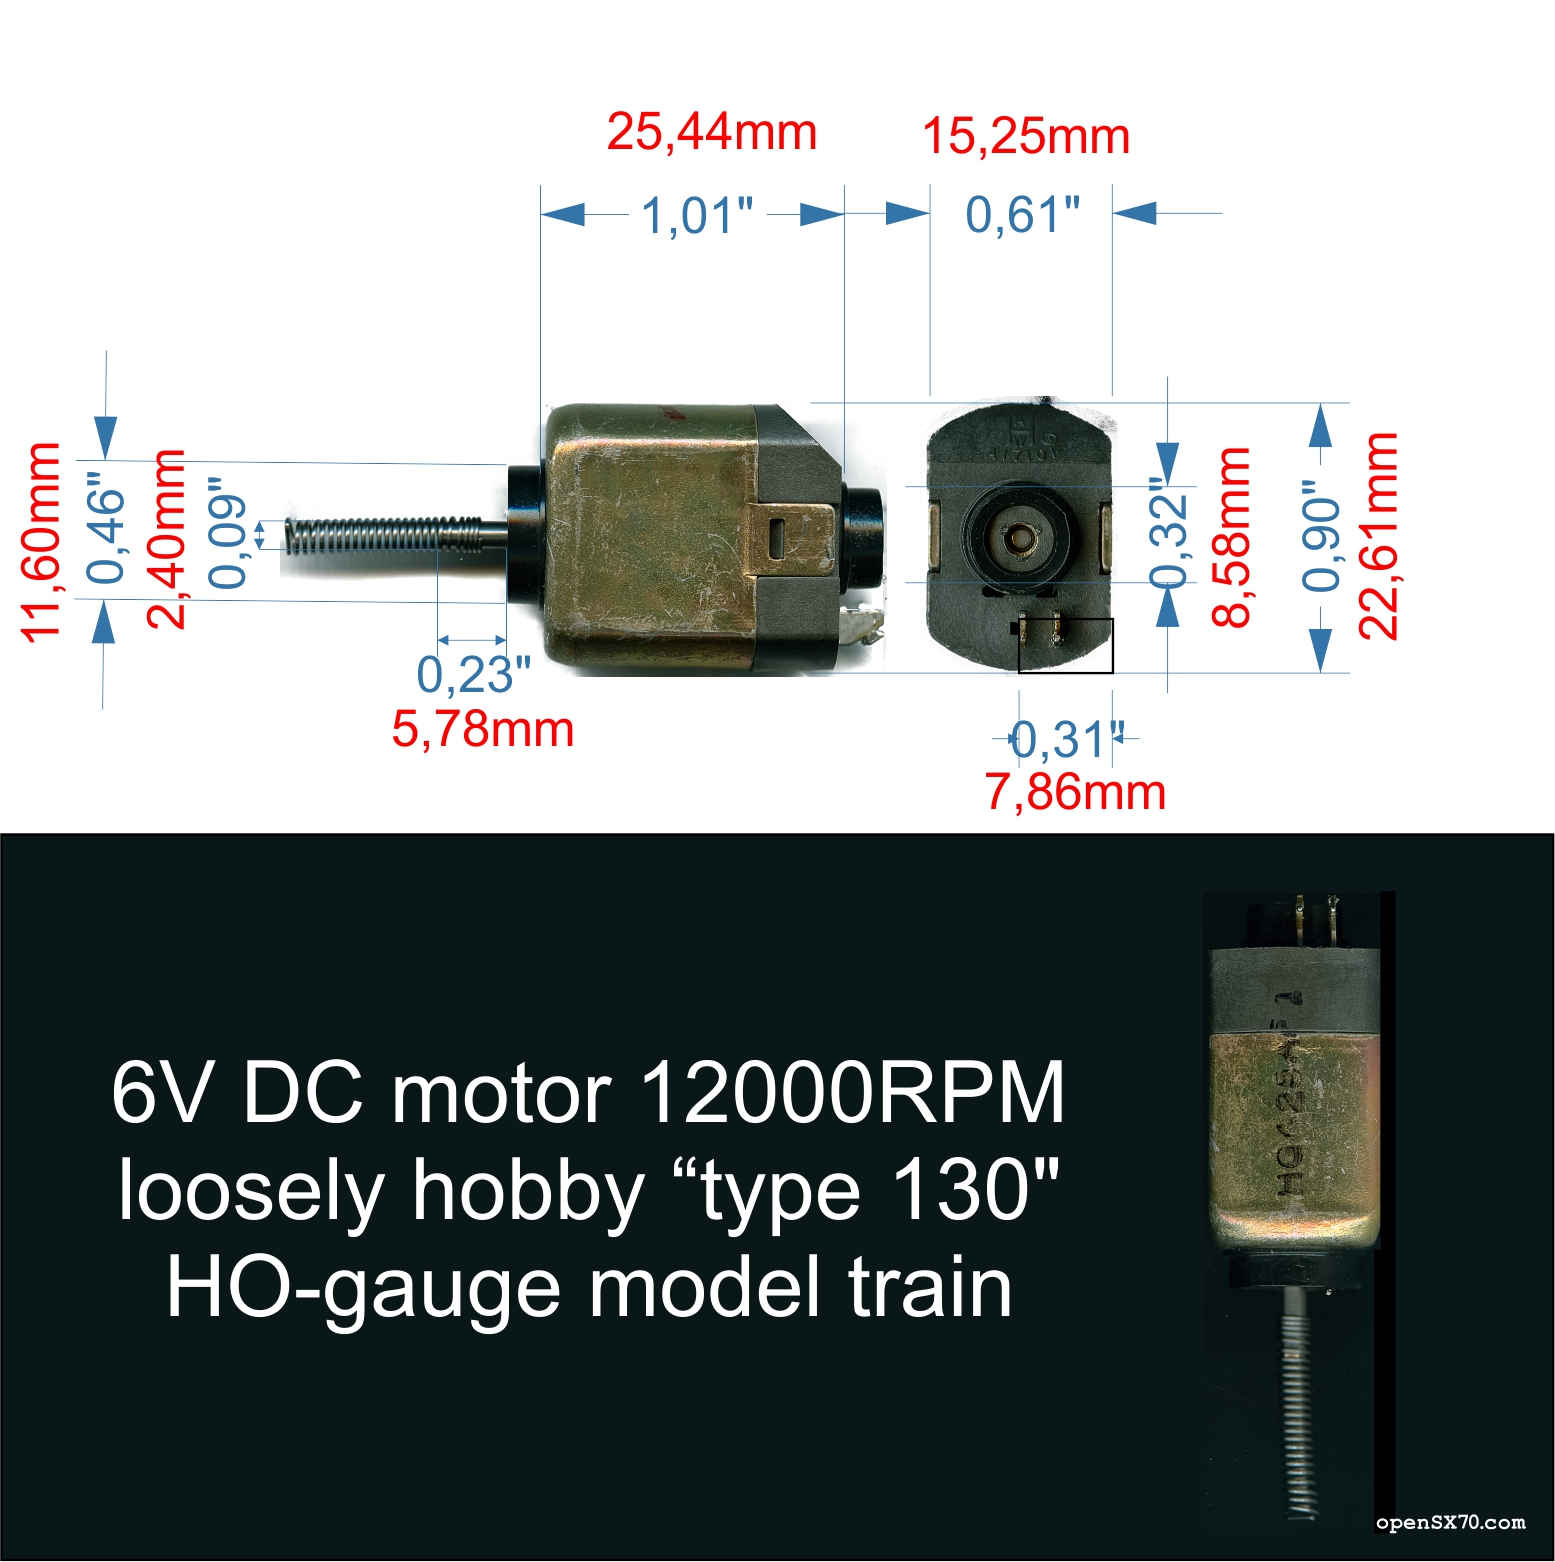 25,44mm
15,25mm
1,01"
0,61"
11,60mm
0,46"
2,40mm
0,09"
0,32"
8,58mm
0,90"
22,61mm
0,23"
5,78mm
0,31"
7,86mm
6V DC motor 12000RPM
loosely hobby “type 130"
HO-gauge model train
openSX70.com